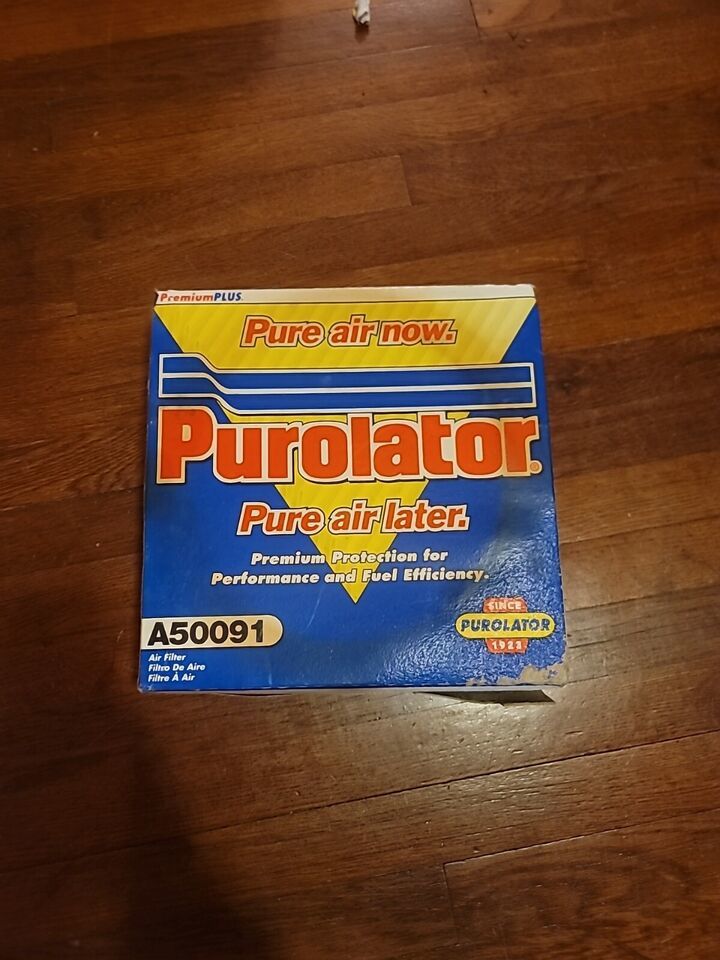 PremiumPLUS.
Pure air now.
Purolator®
Pure air later.
Premium Protection for
Performance and Fuel Efficiency.
A50091
Air Filter
Filtro De Aire
Filtre À Air
SINCE
PUROLATOR
1923